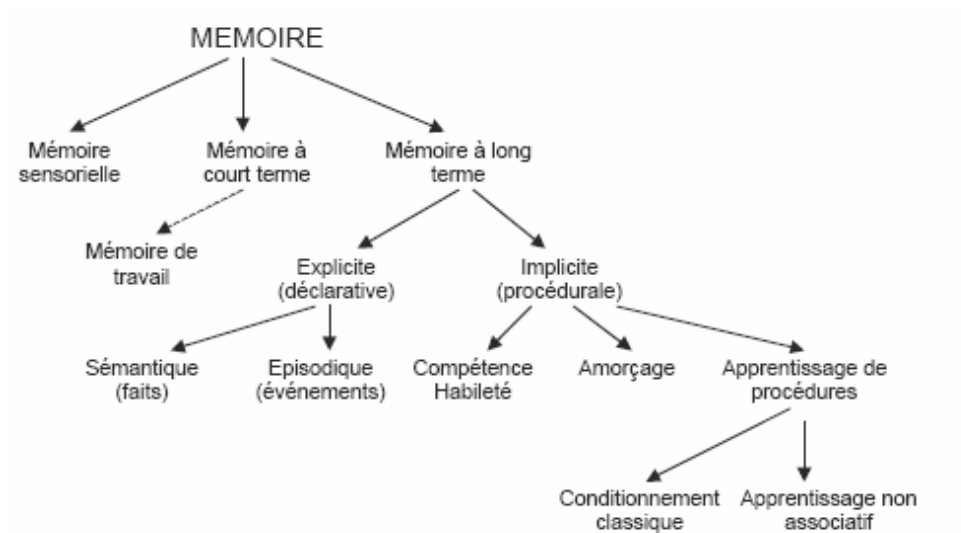 MEMOIRE
Mémoire
sensorielle
Mémoire à
court terme
Mémoire à long
terme
Mémoire de
travail
Explicite
(déclarative)
Implicite
(procédurale)
Sémantique
(faits)
Episodique
(événements)
Compétence
Habileté
Amorçage
Apprentissage de
procédures
Conditionnement
classique
Apprentissage non
associatif